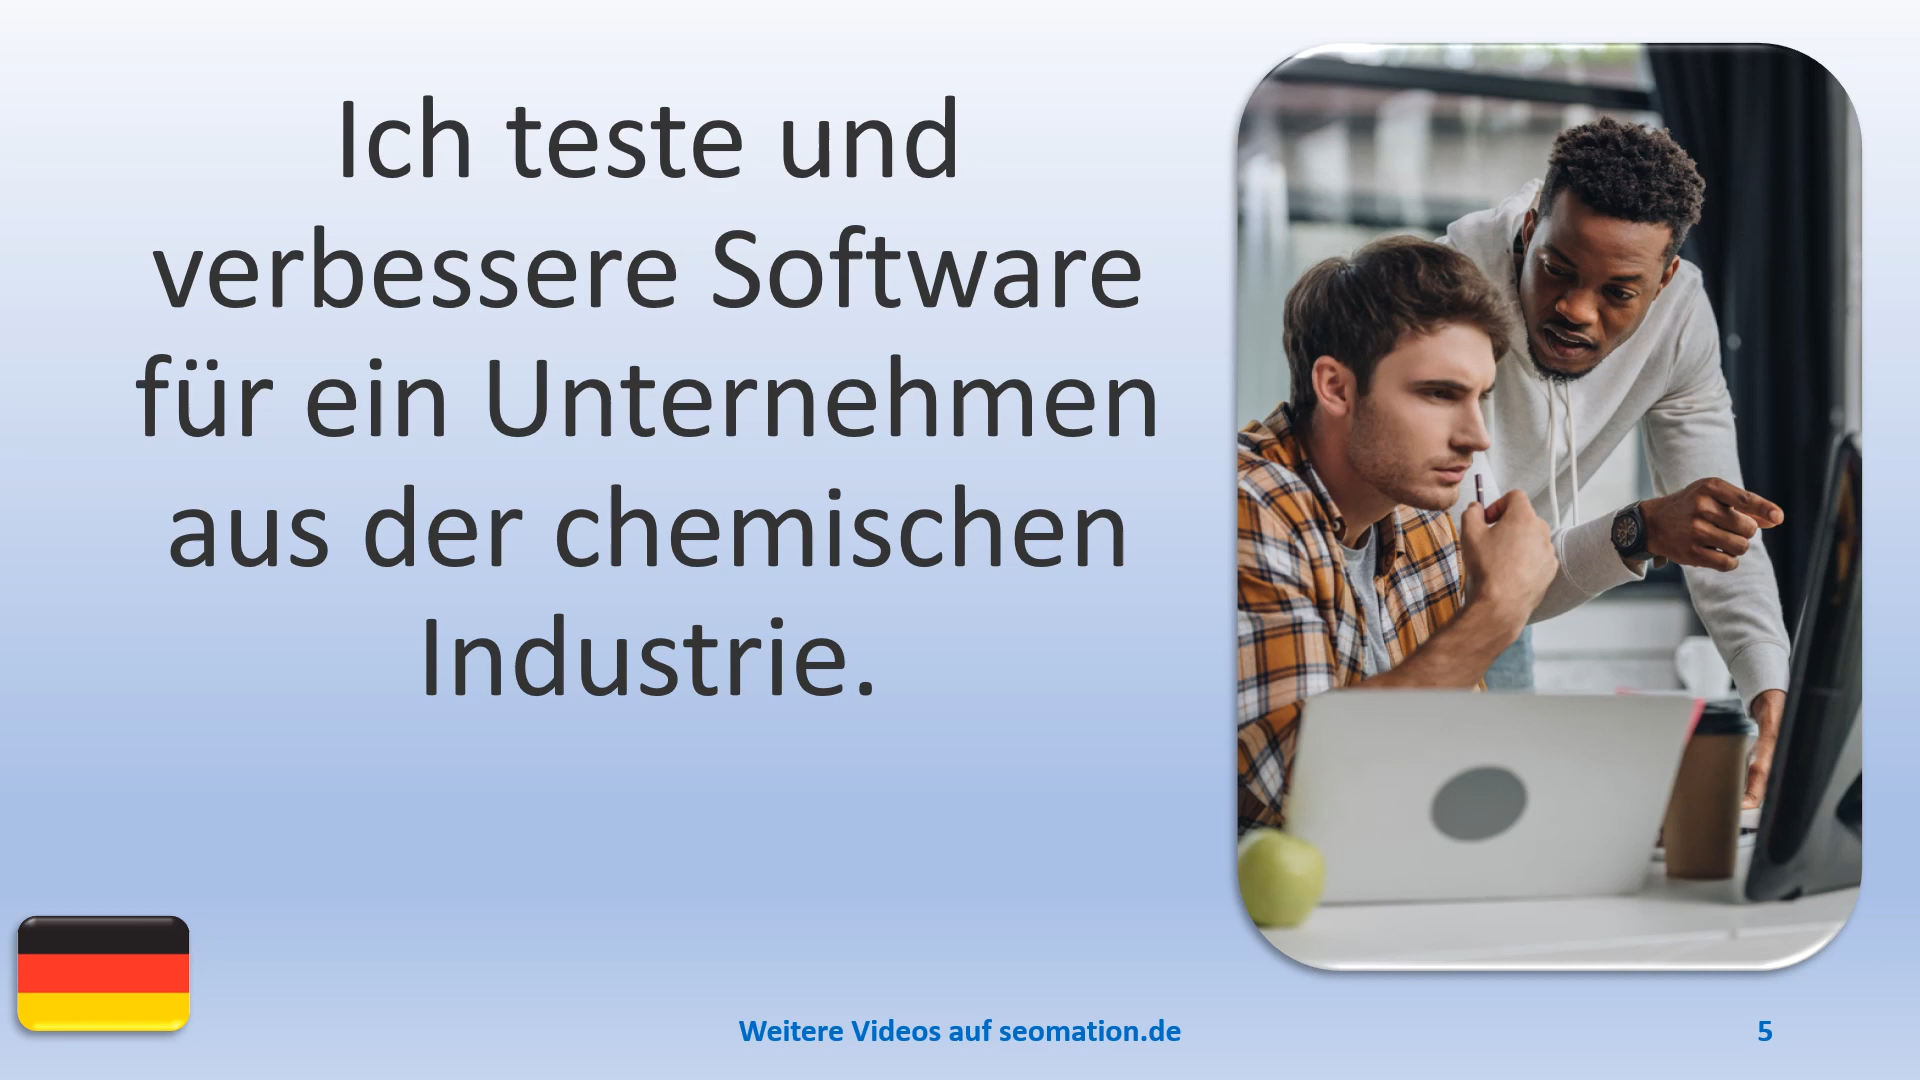 Ich teste und
verbessere Software
für ein Unternehmen
aus der chemischen
Industrie.
Weitere Videos auf seomation.de
5